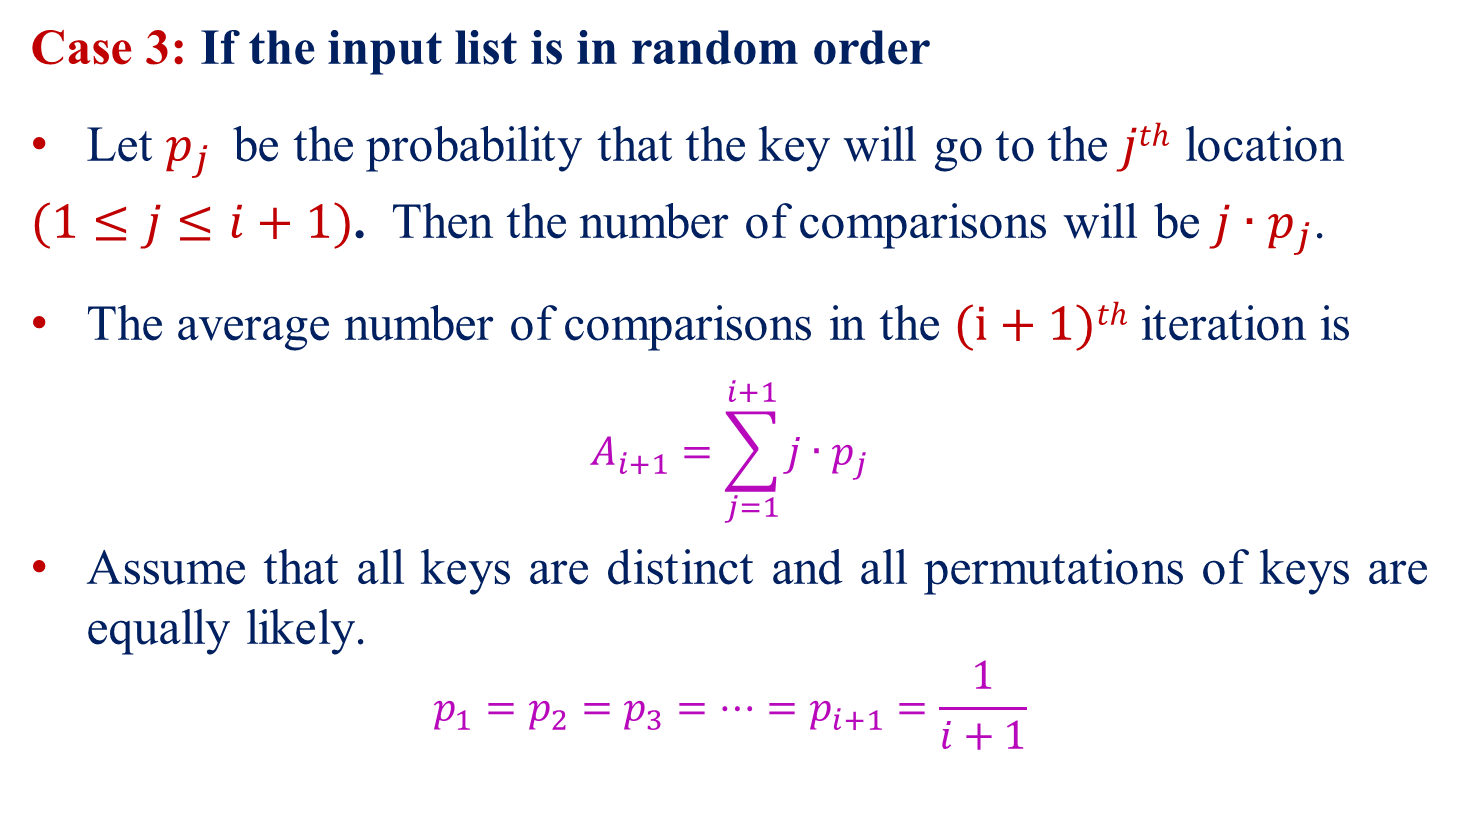 Case 3: If the input list is in random order
• Let p_j be the probability that the key will go to the j^{th} location
(1 ≤ j ≤ i + 1). Then the number of comparisons will be j · p_j.
• The average number of comparisons in the (i + 1)^{th} iteration is
A_{i+1} = \sum_{j=1}^{i+1} j · p_j
• Assume that all keys are distinct and all permutations of keys are
equally likely.
p_1 = p_2 = p_3 = ⋯ = p_{i+1} = \frac{1}{i + 1}